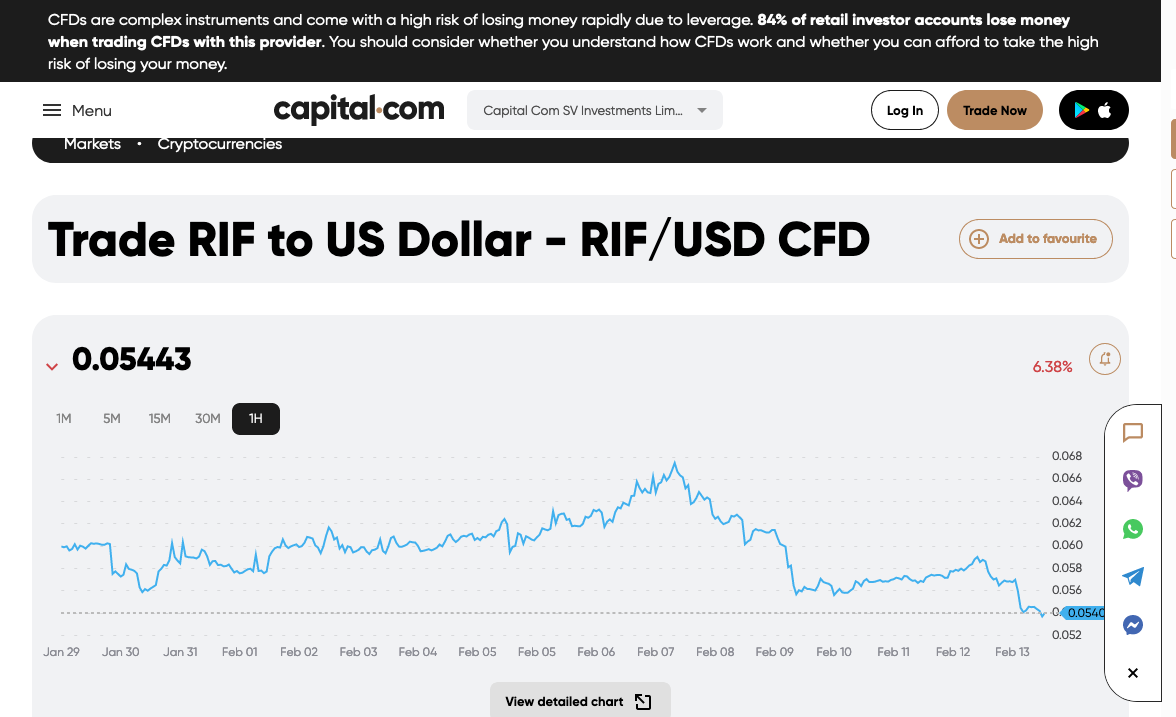 CFDs are complex instruments and come with a high risk of losing money rapidly due to leverage. 84% of retail investor accounts lose money
when trading CFDs with this provider. You should consider whether you understand how CFDs work and whether you can afford to take the high
risk of losing your money.
Menu
capital.com
Capital Com SV Investments Lim...
Log In
Trade Now
Markets • Cryptocurrencies
Trade RIF to US Dollar - RIF/USD CFD
Add to favourite
0.05443
6.38%
1M 5M 15M 30M 1H
0.068
0.066
0.064
0.062
0.060
0.058
0.056
0.0540
0.052
Jan 29 Jan 30 Jan 31 Feb 01 Feb 02 Feb 03 Feb 04 Feb 05 Feb 05 Feb 06 Feb 07 Feb 08 Feb 09 Feb 10 Feb 11 Feb 12 Feb 13
View detailed chart